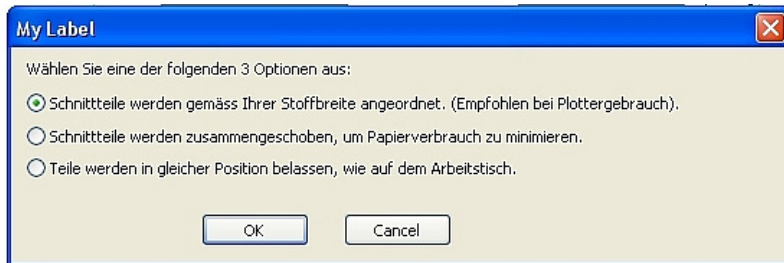 My Label
Wählen Sie eine der folgenden 3 Optionen aus:
Schnittteile werden gemäss Ihrer Stoffbreite angeordnet. (Empfohlen bei Plottergebrauch).
Schnittteile werden zusammengeschoben, um Papierverbrauch zu minimieren.
Teile werden in gleicher Position belassen, wie auf dem Arbeitstisch.
OK Cancel